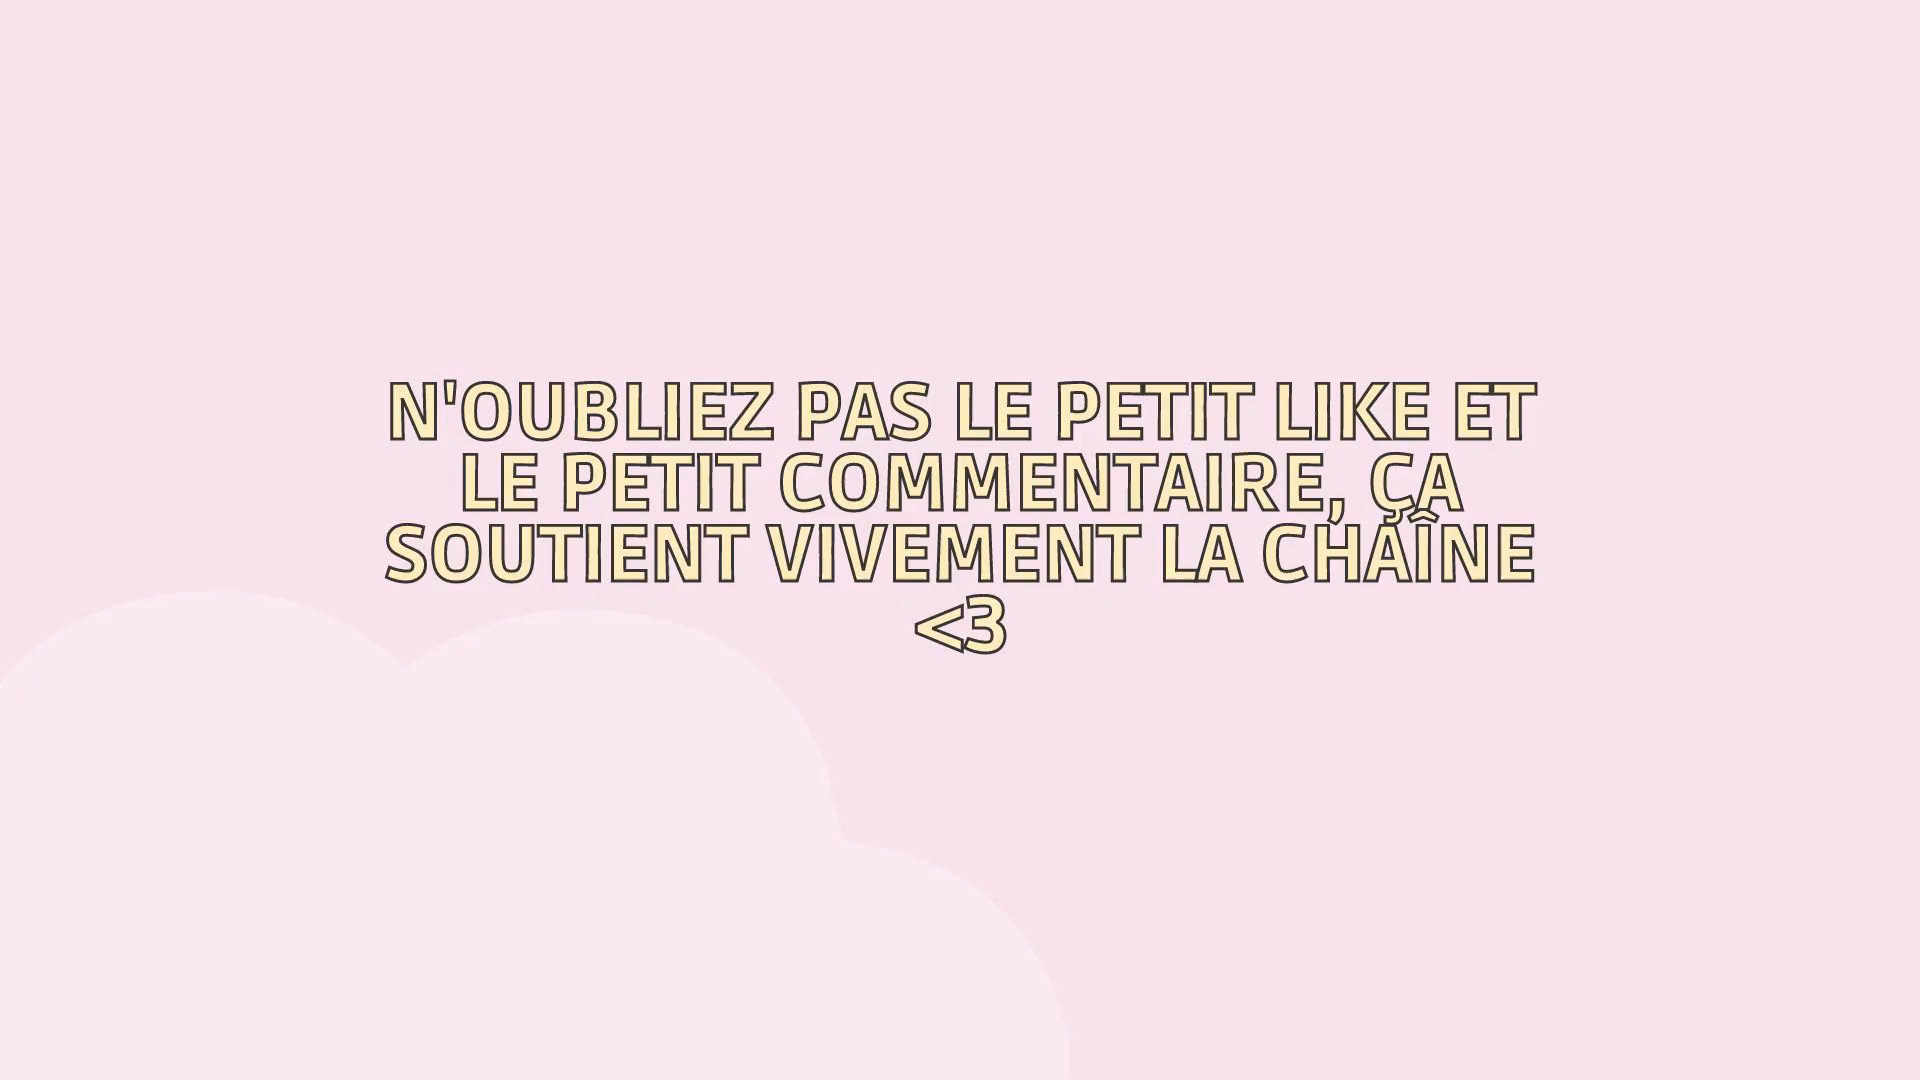 N'OUBLIEZ PAS LE PETIT LIKE ET
LE PETIT COMMENTAIRE, ÇA
SOUTIENT VIVEMENT LA CHAÎNE
<3